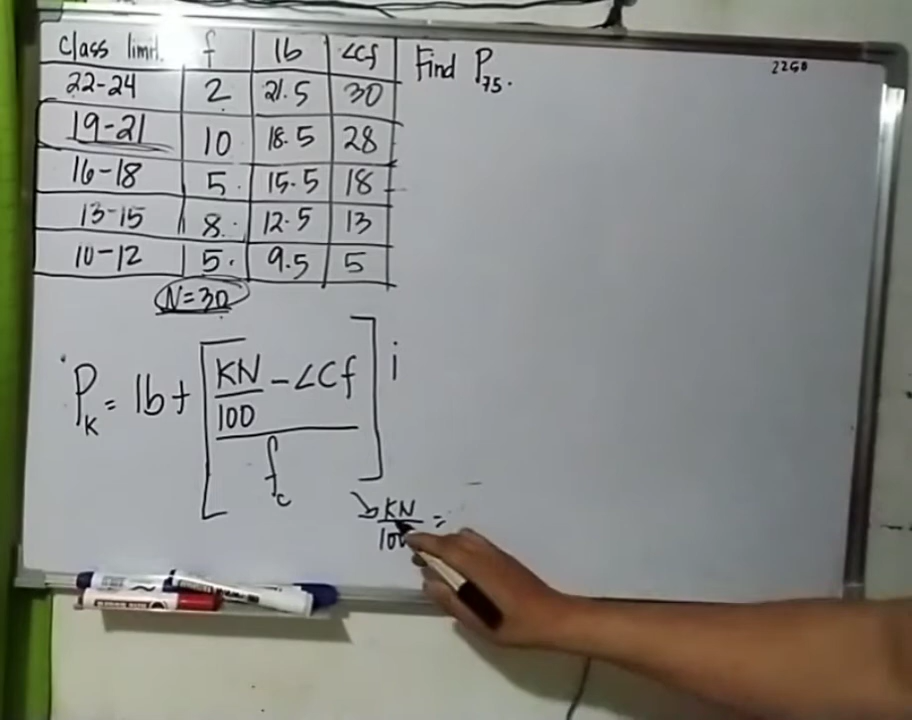 Class limit f lb <cf
22-24 2 21.5 30
19-21 10 18.5 28
16-18 5 15.5 18
13-15 8 12.5 13
10-12 5 9.5 5
N=30
Find P75.
2250
Pk = lb + [KN/100 - <Cf / fc] i
KN/100 =